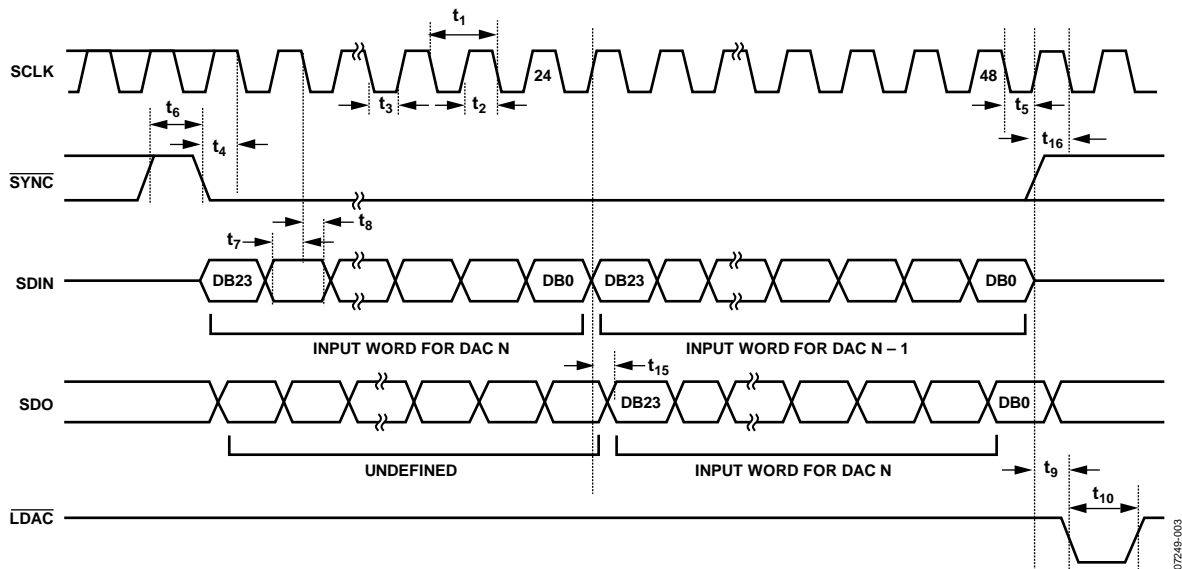 t1
SCLK
24
48
t3
t2
t5
t6
t4
t16
SYNC
t8
t7
SDIN
DB23
DB0
DB23
DB0
INPUT WORD FOR DAC N
INPUT WORD FOR DAC N – 1
t15
SDO
DB23
DB0
UNDEFINED
INPUT WORD FOR DAC N
t9
t10
LDAC
07249-003